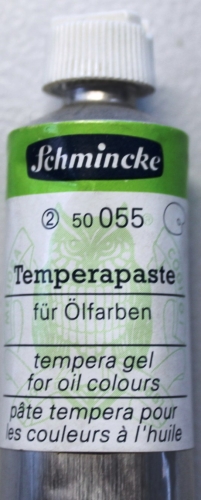 Schmincke
② 50 055
Temperapaste
für Ölfarben
tempera gel
for oil colours
pâte tempera pour
les couleurs à l'huile